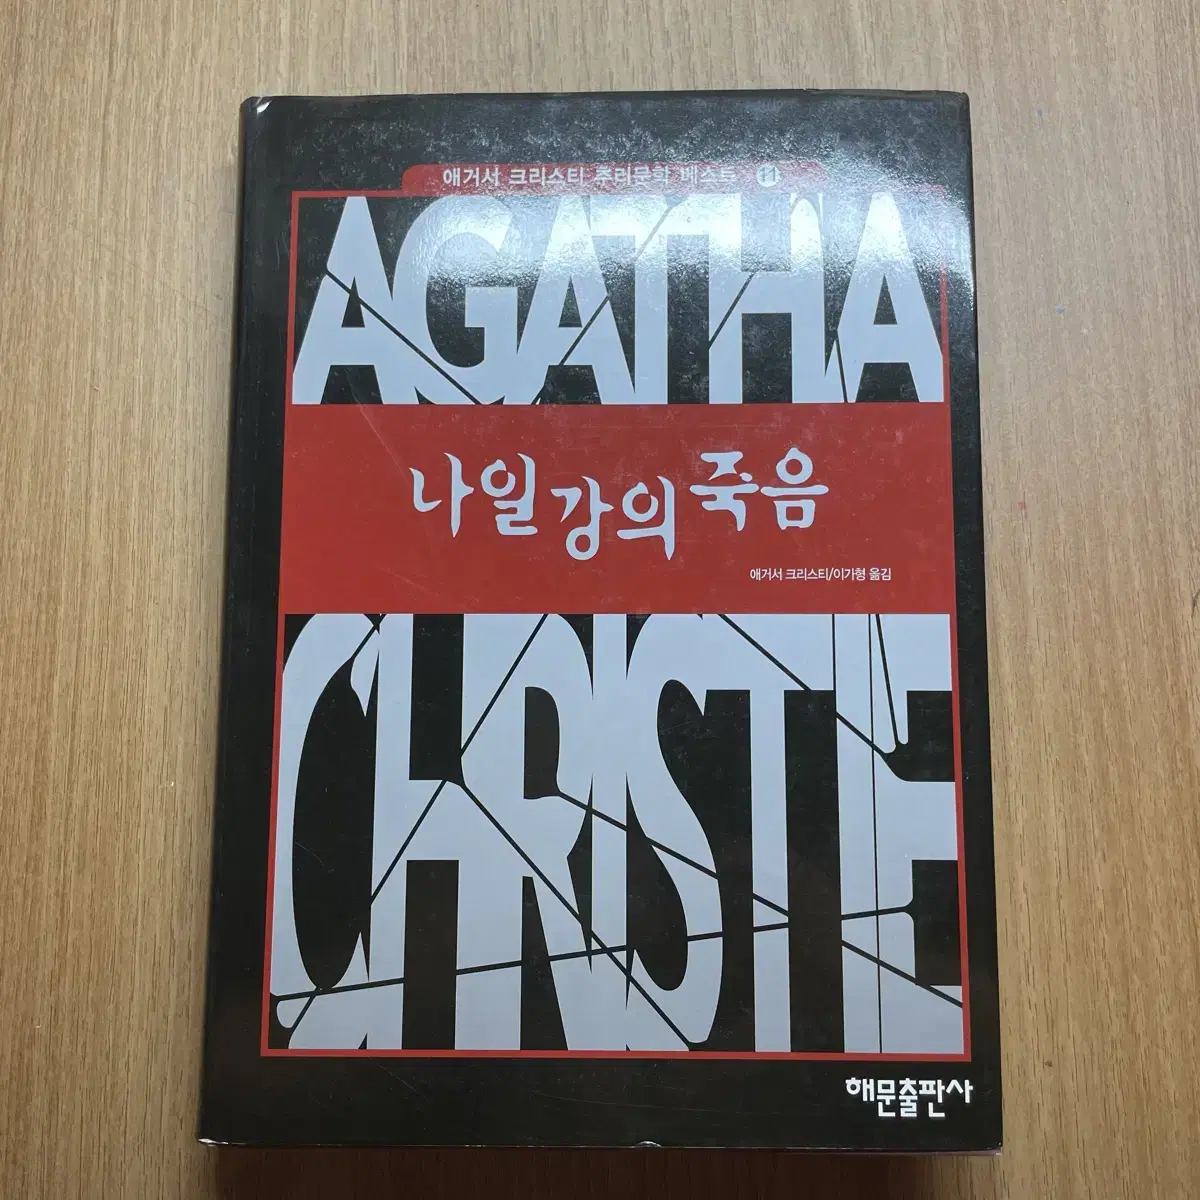 애거서 크리스티 추리문학 베스트 11
AGATHA
나일 강의 죽음
애거서 크리스티/이가형 옮김
CHRISTIE
해문출판사